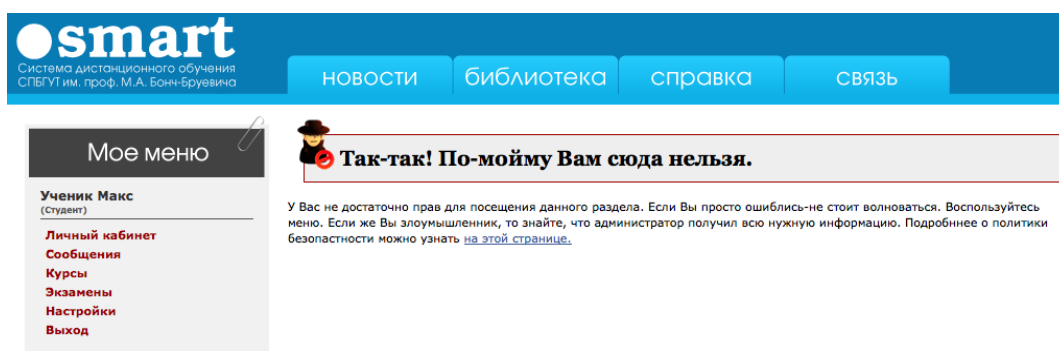 smart
Система дистанционного обучения
СПБГУТ им. проф. М.А. Бонч-Бруевича
новости библиотека справка связь
Мое меню
Ученик Макс
(Студент)
Личный кабинет
Сообщения
Курсы
Экзамены
Настройки
Выход
Так-так! По-мойму Вам сюда нельзя.
У Вас не достаточно прав для посещения данного раздела. Если Вы просто ошиблись-не стоит волноваться. Воспользуйтесь
меню. Если же Вы злоумышленник, то знайте, что администратор получил всю нужную информацию. Подробннее о политики
безопастности можно узнать на этой странице.